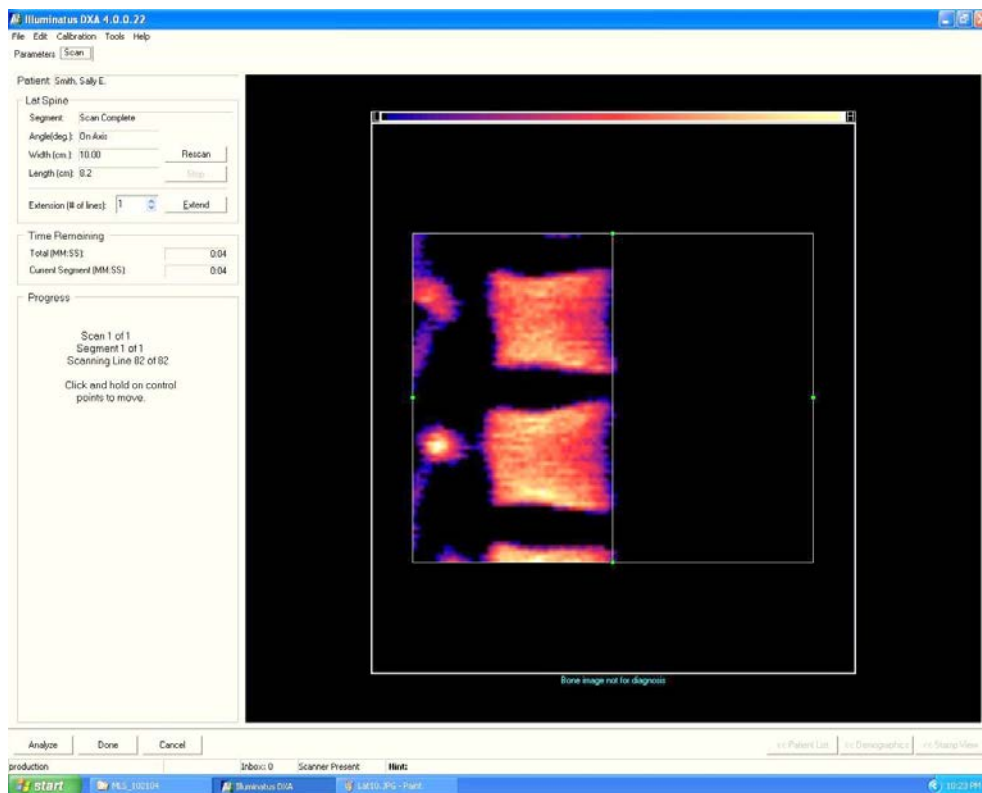 Illuminatus DXA 4.0.0.22
File Edit Calibration Tools Help
Parameters Scan
Patient: Smith, Sally E.
Lat Spine
Segment: Scan Complete
Angle(deg.): On Axis
Width (cm.): 10.00 Rescan
Length (cm): 8.2 Stop
Extension (# of lines): 1 Extend
Time Remaining
Total (MM:SS): 0:04
Current Segment (MM:SS): 0:04
Progress
Scan 1 of 1
Segment 1 of 1
Scanning Line 82 of 82
Click and hold on control
points to move.
L H
Bone image not for diagnosis
Analyze Done Cancel << Patient List << Demographics << Stamp View
production Inbox: 0 Scanner Present Hint:
start MLS_102104 Illuminatus DXA Lat10.JPG - Paint 10:23 PM